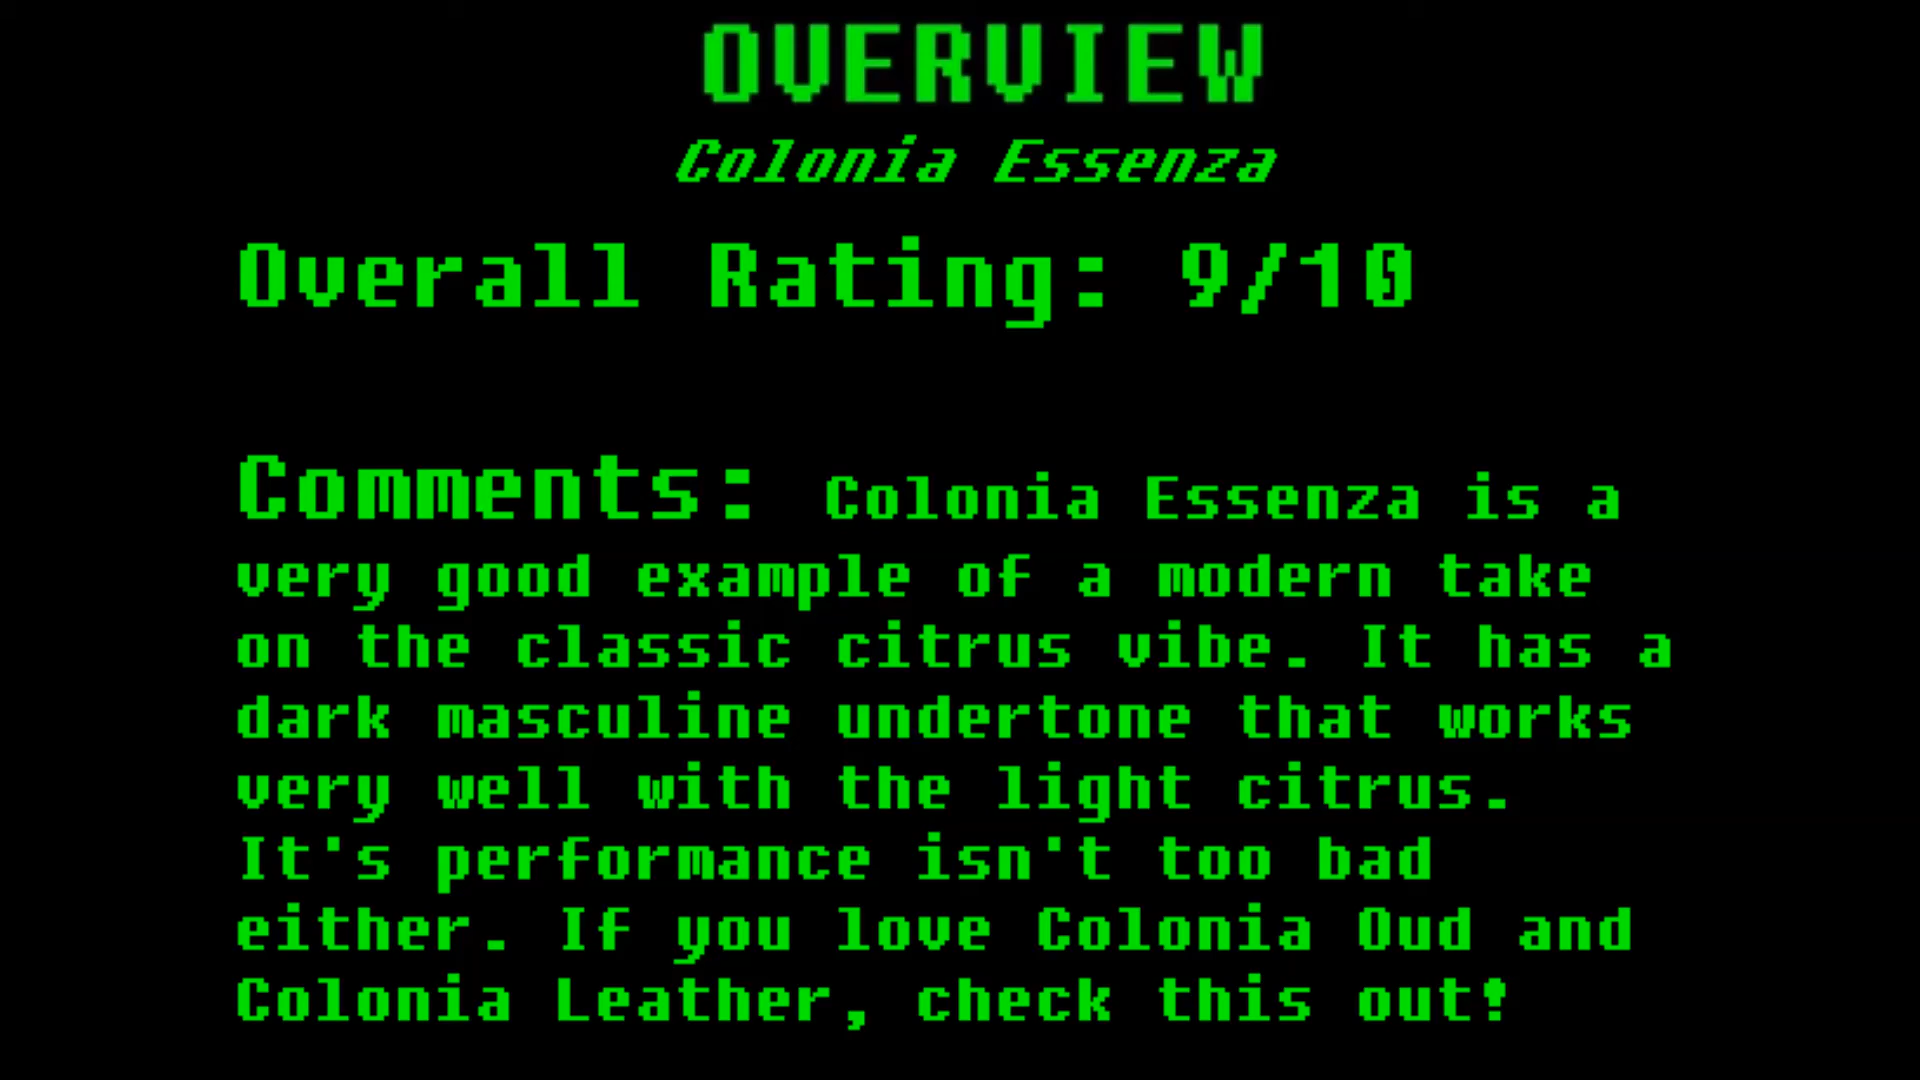 OVERVIEW
Colonia Essenza
Overall Rating: 9/10
Comments: Colonia Essenza is a
very good example of a modern take
on the classic citrus vibe. It has a
dark masculine undertone that works
very well with the light citrus.
It's performance isn't too bad
either. If you love Colonia Oud and
Colonia Leather, check this out!